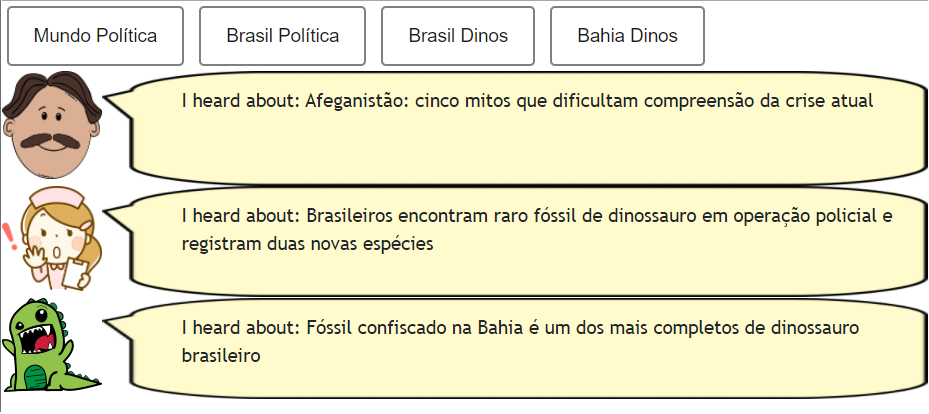 Mundo Política
Brasil Política
Brasil Dinos
Bahia Dinos
I heard about: Afeganistão: cinco mitos que dificultam compreensão da crise atual
I heard about: Brasileiros encontram raro fóssil de dinossauro em operação policial e
registram duas novas espécies
I heard about: Fóssil confiscado na Bahia é um dos mais completos de dinossauro
brasileiro